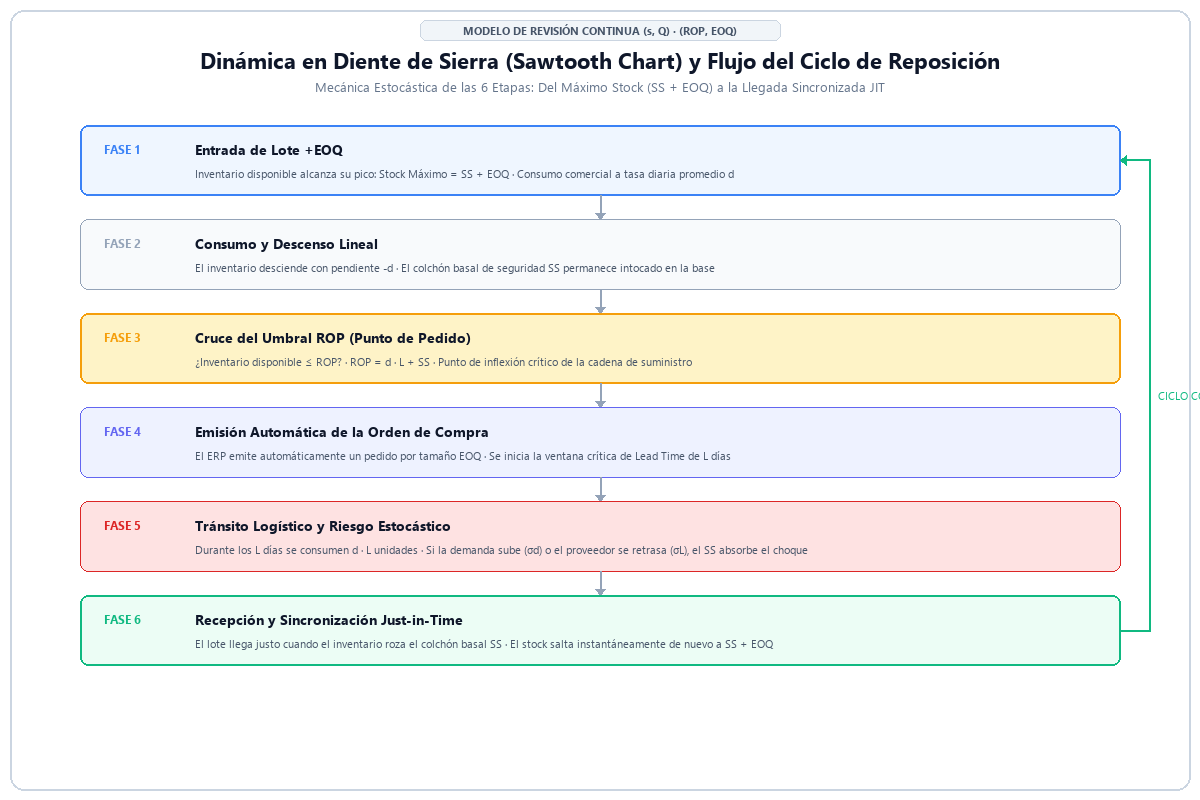 MODELO DE REVISIÓN CONTINUA (s, Q) · (ROP, EOQ)
Dinámica en Diente de Sierra (Sawtooth Chart) y Flujo del Ciclo de Reposición
Mecánica Estocástica de las 6 Etapas: Del Máximo Stock (SS + EOQ) a la Llegada Sincronizada JIT
FASE 1
Entrada de Lote +EOQ
Inventario disponible alcanza su pico: Stock Máximo = SS + EOQ · Consumo comercial a tasa diaria promedio d
FASE 2
Consumo y Descenso Lineal
El inventario desciende con pendiente -d · El colchón basal de seguridad SS permanece intocado en la base
FASE 3
Cruce del Umbral ROP (Punto de Pedido)
¿Inventario disponible ≤ ROP? · ROP = d · L + SS · Punto de inflexión crítico de la cadena de suministro
CICLO
FASE 4
Emisión Automática de la Orden de Compra
El ERP emite automáticamente un pedido por tamaño EOQ · Se inicia la ventana crítica de Lead Time de L días
FASE 5
Tránsito Logístico y Riesgo Estocástico
Durante los L días se consumen d · L unidades · Si la demanda sube (σd) o el proveedor se retrasa (σL), el SS absorbe el choque
FASE 6
Recepción y Sincronización Just-in-Time
El lote llega justo cuando el inventario roza el colchón basal SS · El stock salta instantáneamente de nuevo a SS + EOQ